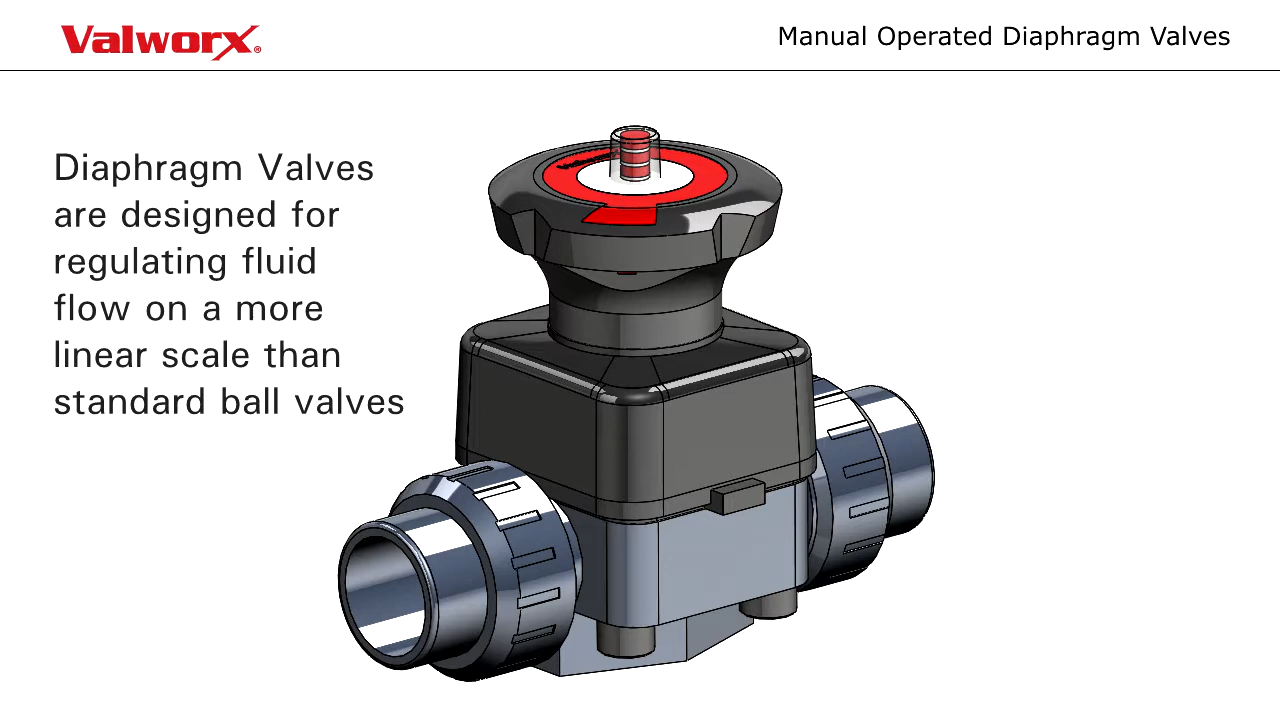 Valworx®
Manual Operated Diaphragm Valves
Diaphragm Valves
are designed for
regulating fluid
flow on a more
linear scale than
standard ball valves